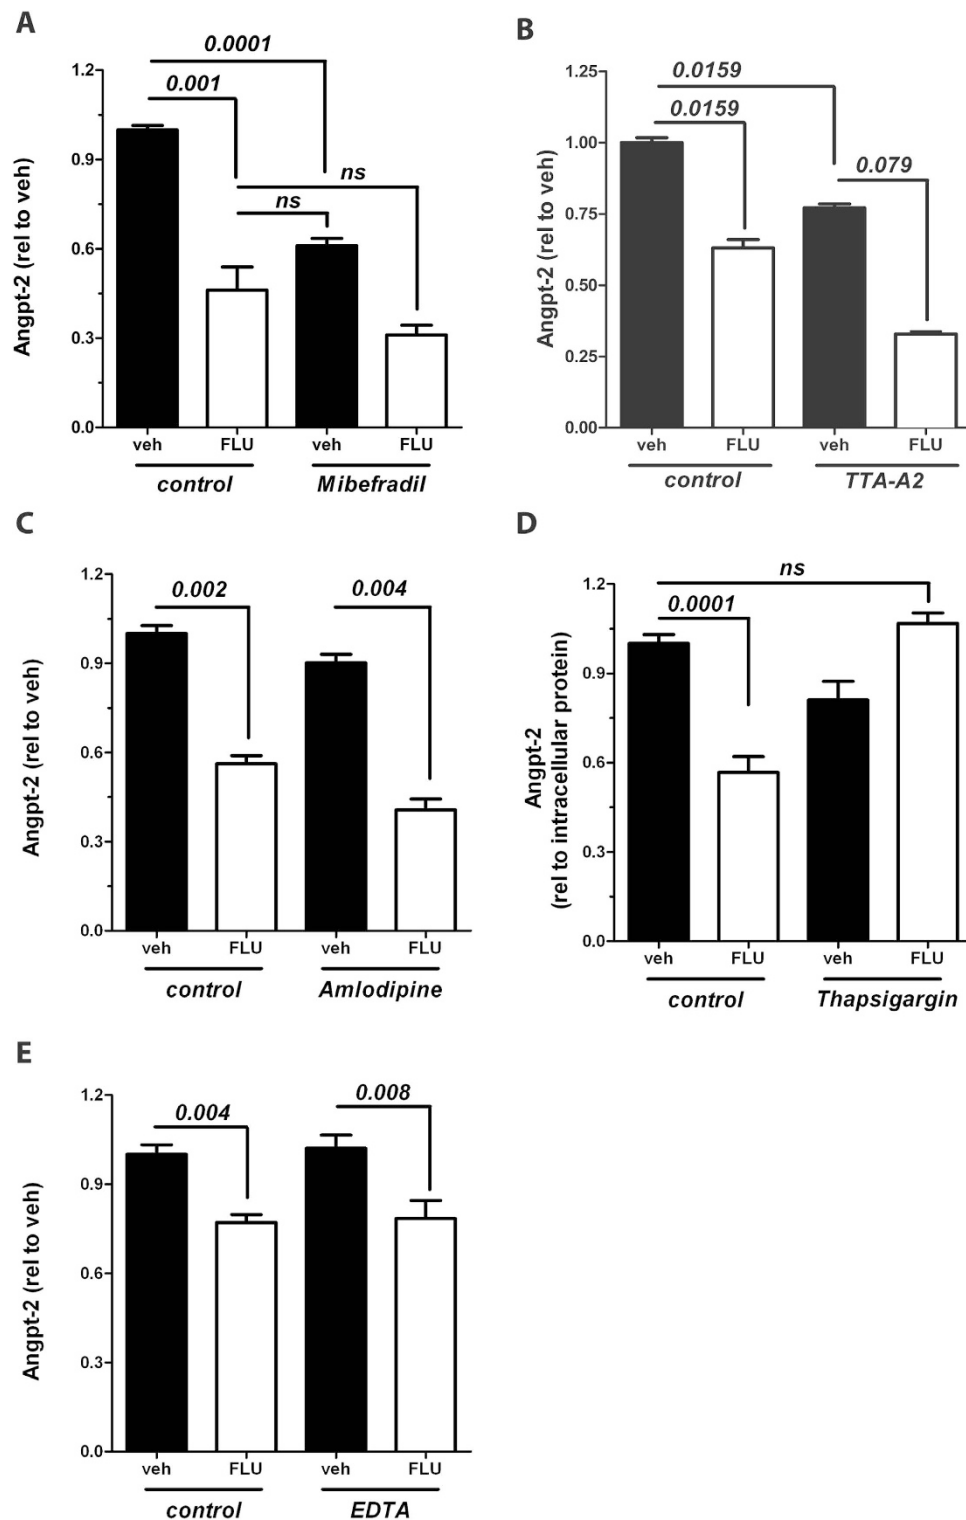 A
0.0001
0.001
ns
ns
Angpt-2 (rel to veh)
1.2
0.9
0.6
0.3
0.0
veh FLU veh FLU
control Mibefradil
B
0.0159
0.0159
0.079
Angpt-2 (rel to veh)
1.25
1.00
0.75
0.50
0.25
0.00
veh FLU veh FLU
control TTA-A2
C
0.002 0.004
Angpt-2 (rel to veh)
1.2
0.9
0.6
0.3
0.0
veh FLU veh FLU
control Amlodipine
D
ns
0.0001
Angpt-2
(rel to intracellular protein)
1.2
0.9
0.6
0.3
0.0
veh FLU veh FLU
control Thapsigargin
E
0.004 0.008
Angpt-2 (rel to veh)
1.2
0.9
0.6
0.3
0.0
veh FLU veh FLU
control EDTA